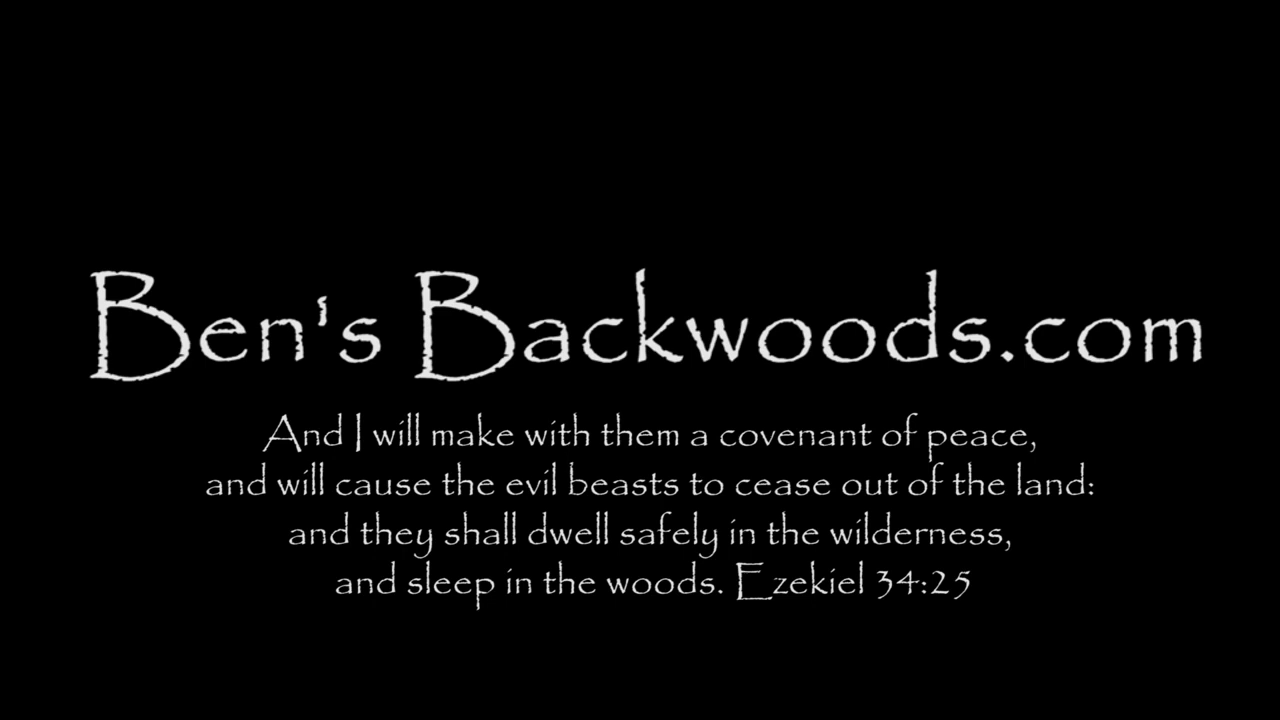 Ben's Backwoods.com
And I will make with them a covenant of peace,
and will cause the evil beasts to cease out of the land:
and they shall dwell safely in the wilderness,
and sleep in the woods. Ezekiel 34:25